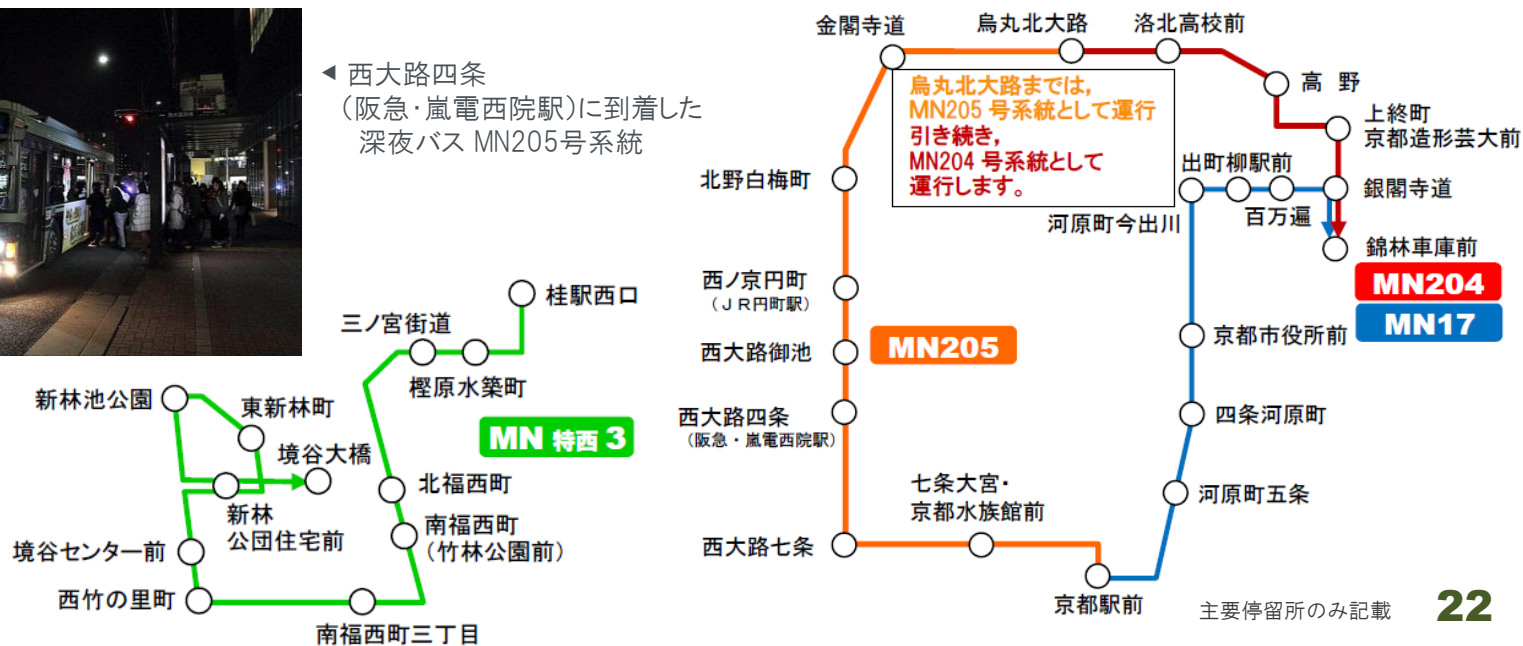 ◀ 西大路四条
（阪急・嵐電西院駅）に到着した
深夜バス MN205号系統
金閣寺道
烏丸北大路
洛北高校前
高 野
上終町
京都造形芸大前
烏丸北大路までは，
MN205 号系統として運行
引き続き，
MN204 号系統として
運行します。
出町柳駅前
銀閣寺道
百万遍
河原町今出川
錦林車庫前
MN204
MN17
北野白梅町
西ノ京円町
（ＪＲ円町駅）
西大路御池
MN205
西大路四条
（阪急・嵐電西院駅）
京都市役所前
四条河原町
河原町五条
七条大宮・
京都水族館前
西大路七条
京都駅前
桂駅西口
三ノ宮街道
樫原水築町
MN 特西 3
新林池公園
東新林町
境谷大橋
新林
公団住宅前
北福西町
南福西町
（竹林公園前）
境谷センター前
西竹の里町
南福西町三丁目
主要停留所のみ記載
22